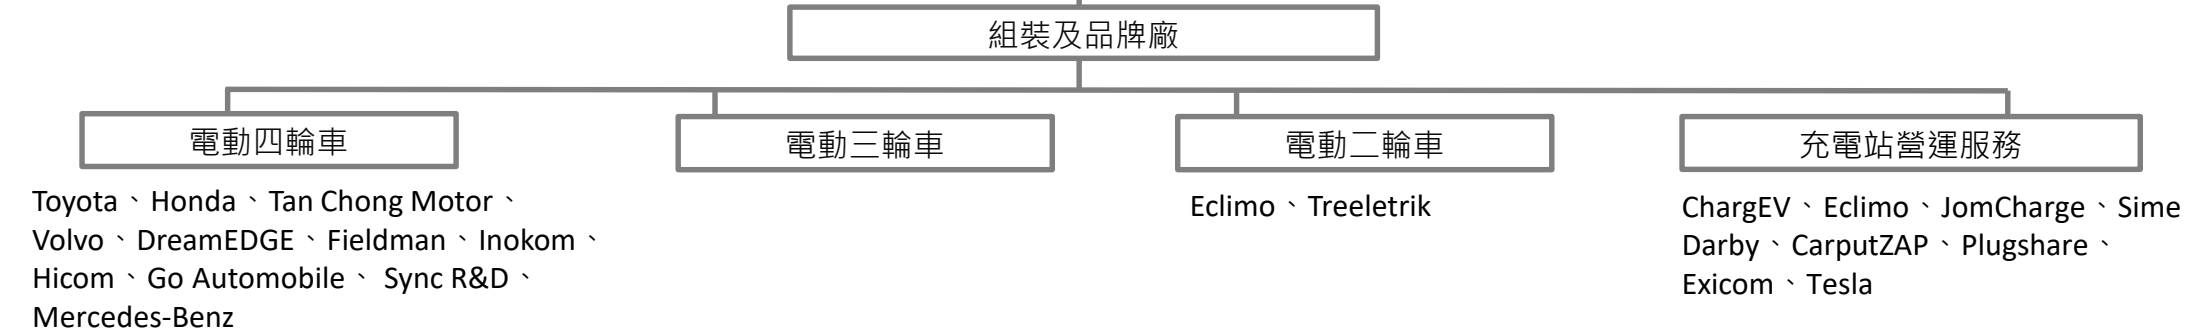 組裝及品牌廠
電動四輪車
電動三輪車
電動二輪車
充電站營運服務
Toyota、Honda、Tan Chong Motor、
Volvo、DreamEDGE、Fieldman、Inokom、
Hicom、Go Automobile、 Sync R&D、
Mercedes-Benz
Eclimo、Treeletrik
ChargEV、Eclimo、JomCharge、Sime
Darby、CarputZAP、Plugshare、
Exicom、Tesla